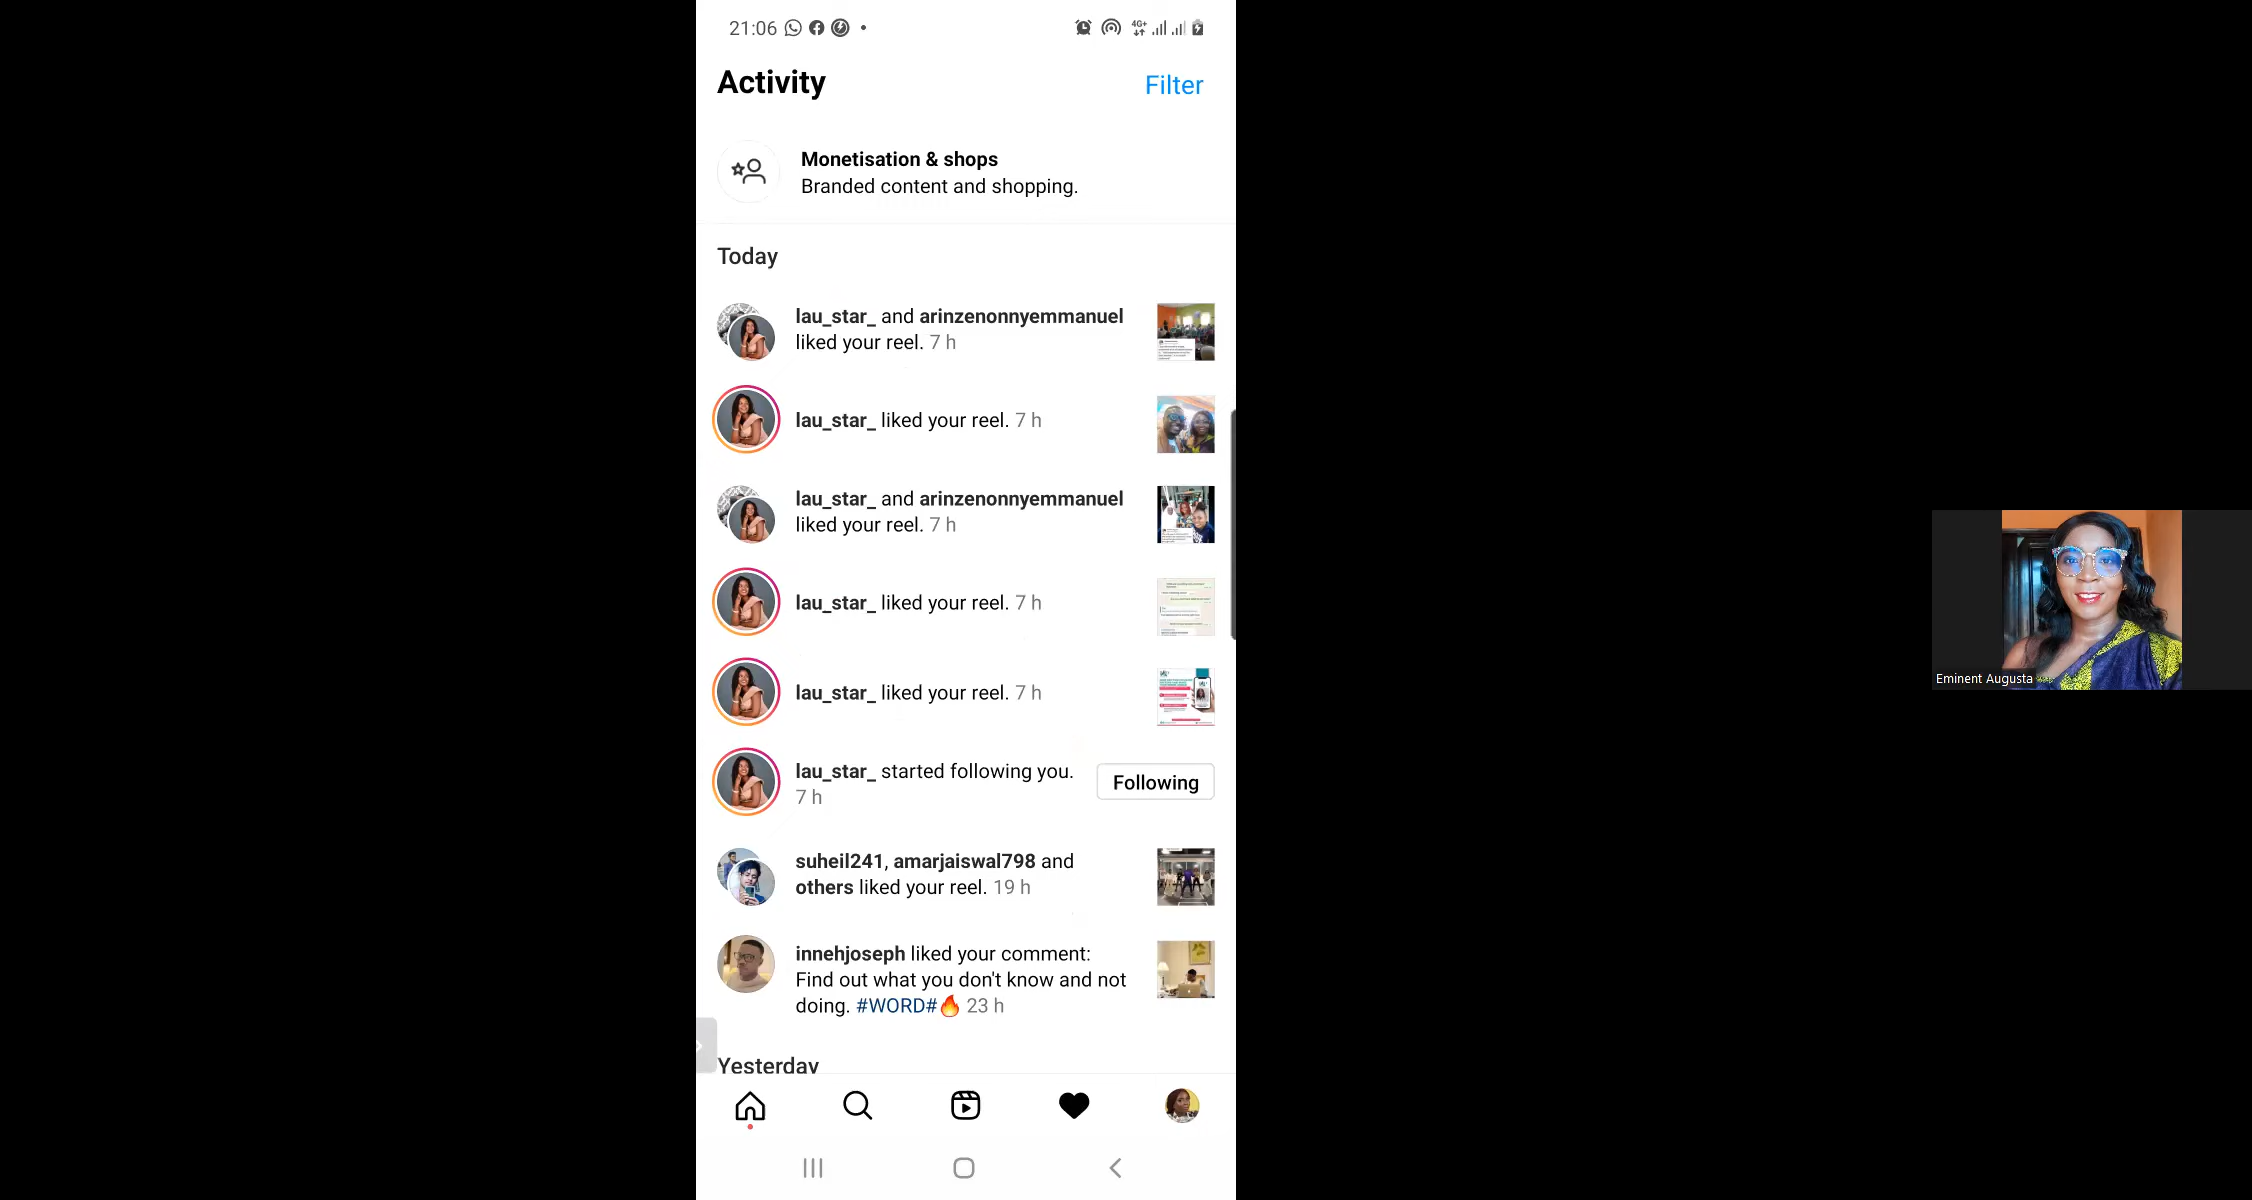 21:06
4G+
Activity
Filter
Monetisation & shops
Branded content and shopping.
Today
lau_star_ and arinzenonnyemmanuel
liked your reel. 7 h
lau_star_ liked your reel. 7 h
lau_star_ and arinzenonnyemmanuel
liked your reel. 7 h
lau_star_ liked your reel. 7 h
lau_star_ liked your reel. 7 h
lau_star_ started following you.
7 h
Following
suheil241, amarjaiswal798 and
others liked your reel. 19 h
innehjoseph liked your comment:
Find out what you don't know and not
doing. #WORD#🔥 23 h
Yesterday
Eminent Augusta